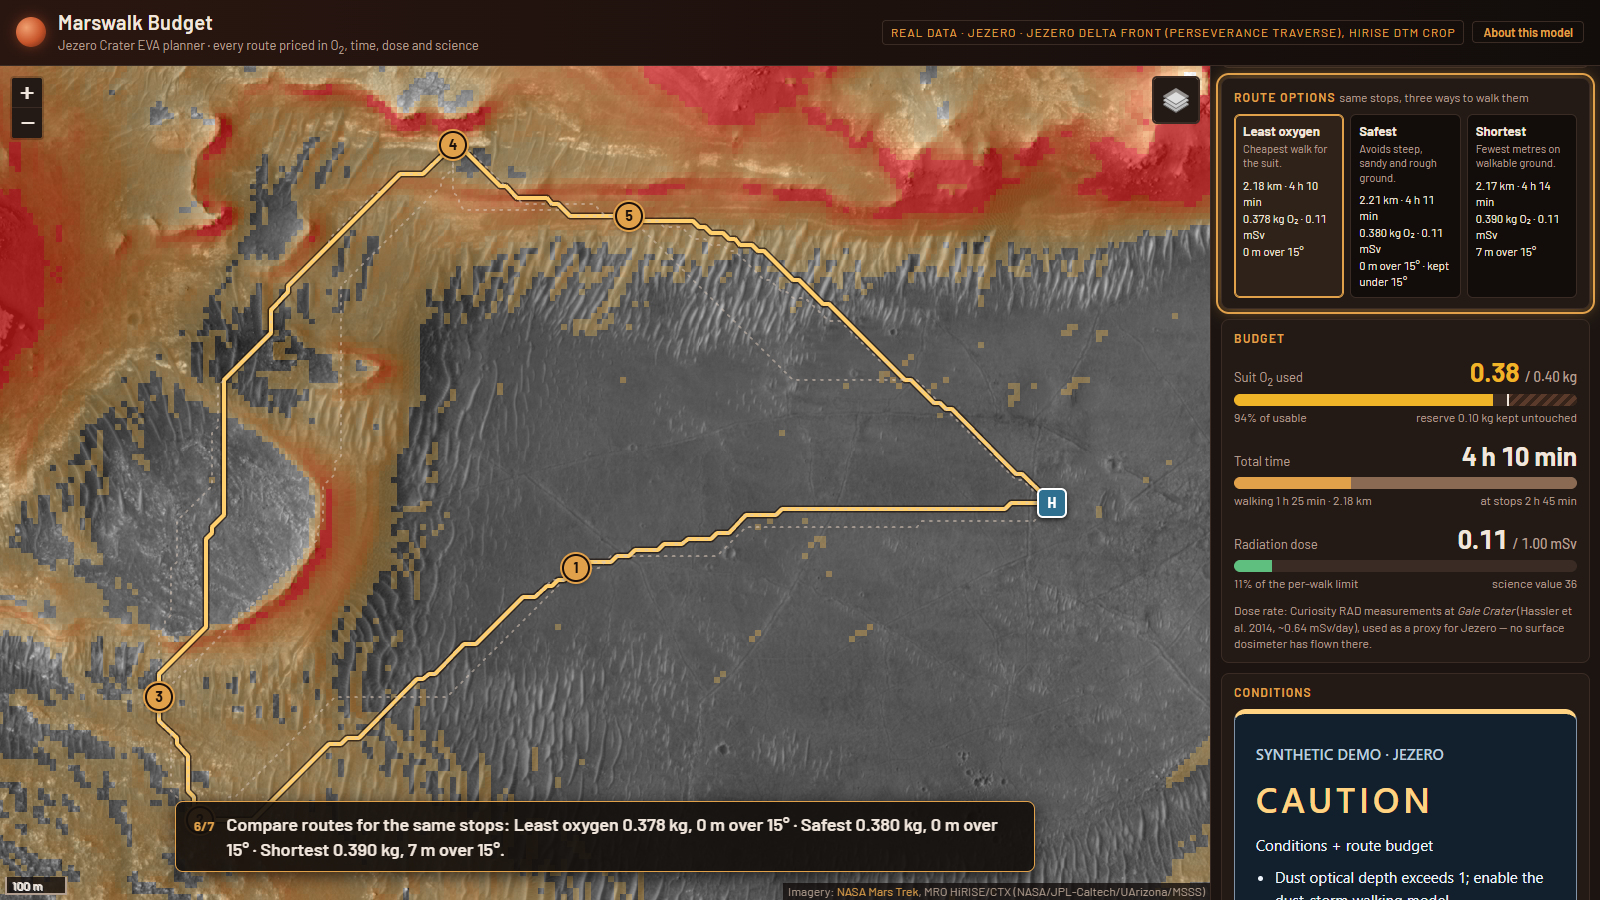 Marswalk Budget
Jezero Crater EVA planner · every route priced in O2, time, dose and science
REAL DATA · JEZERO · JEZERO DELTA FRONT (PERSEVERANCE TRAVERSE), HIRISE DTM CROP
About this model
+
−
4
5
H
1
3
ROUTE OPTIONS same stops, three ways to walk them
Least oxygen
Cheapest walk for
the suit.
2.18 km · 4 h 10
min
0.378 kg O₂ · 0.11
mSv
0 m over 15°
Safest
Avoids steep,
sandy and rough
ground.
2.21 km · 4 h 11
min
0.380 kg O₂ · 0.11
mSv
0 m over 15° · kept
under 15°
Shortest
Fewest metres on
walkable ground.
2.17 km · 4 h 14
min
0.390 kg O₂ · 0.11
mSv
7 m over 15°
BUDGET
Suit O2 used 0.38 / 0.40 kg
94% of usable reserve 0.10 kg kept untouched
Total time 4 h 10 min
walking 1 h 25 min · 2.18 km at stops 2 h 45 min
Radiation dose 0.11 / 1.00 mSv
11% of the per-walk limit science value 36
Dose rate: Curiosity RAD measurements at Gale Crater (Hassler et
al. 2014, ~0.64 mSv/day), used as a proxy for Jezero — no surface
dosimeter has flown there.
CONDITIONS
SYNTHETIC DEMO · JEZERO
CAUTION
Conditions + route budget
• Dust optical depth exceeds 1; enable the
dust-storm walking model
6/7 Compare routes for the same stops: Least oxygen 0.378 kg, 0 m over 15° · Safest 0.380 kg, 0 m over
15° · Shortest 0.390 kg, 7 m over 15°.
100 m
Imagery: NASA Mars Trek, MRO HiRISE/CTX (NASA/JPL-Caltech/UArizona/MSSS)